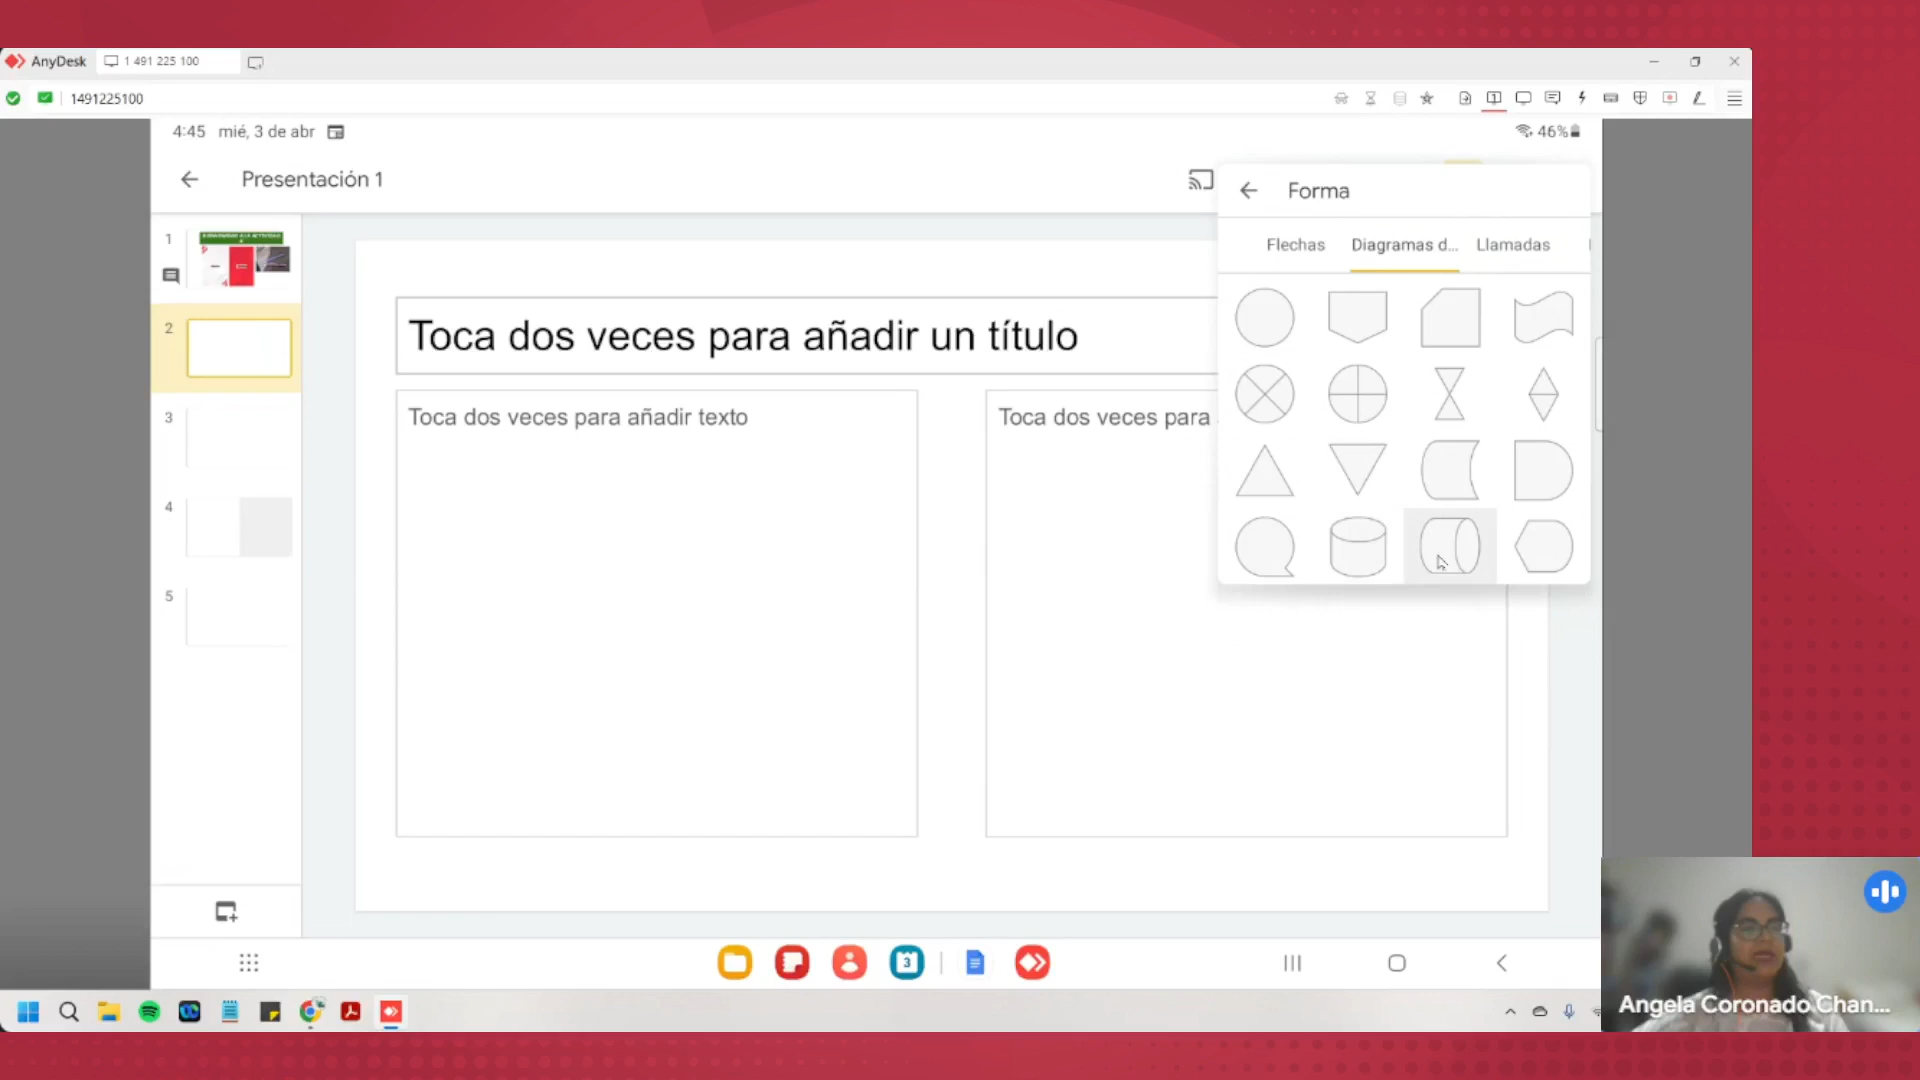 AnyDesk
1 491 225 100
1491225100
4:45 mié, 3 de abr
46%
Presentación 1
Forma
Flechas
Diagramas d...
Llamadas
1
2
3
4
5
Toca dos veces para añadir un título
Toca dos veces para añadir texto
Toca dos veces para
3
Angela Coronado Chan...